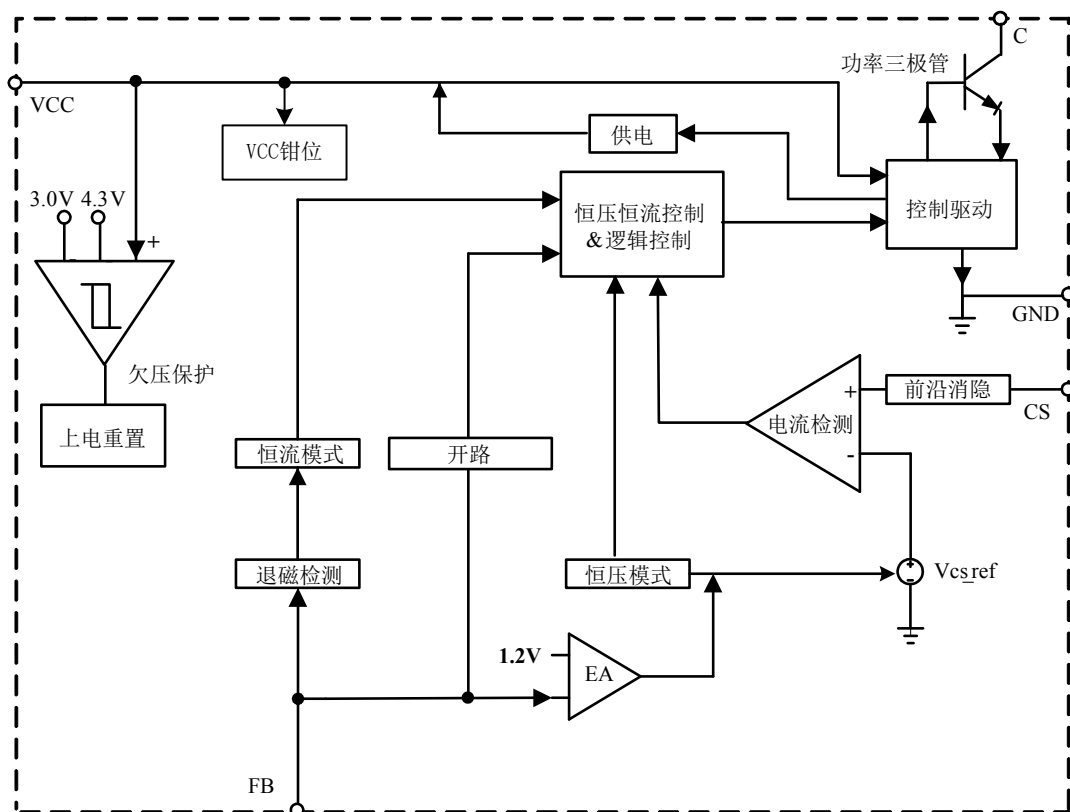 C
功率三极管
VCC
VCC钳位
供电
3.0V
4.3V
+
-
恒压恒流控制
&逻辑控制
控制驱动
GND
欠压保护
上电重置
+
前沿消隐
CS
电流检测
-
恒流模式
开路
退磁检测
恒压模式
+
-
Vcs_ref
1.2V
EA
FB